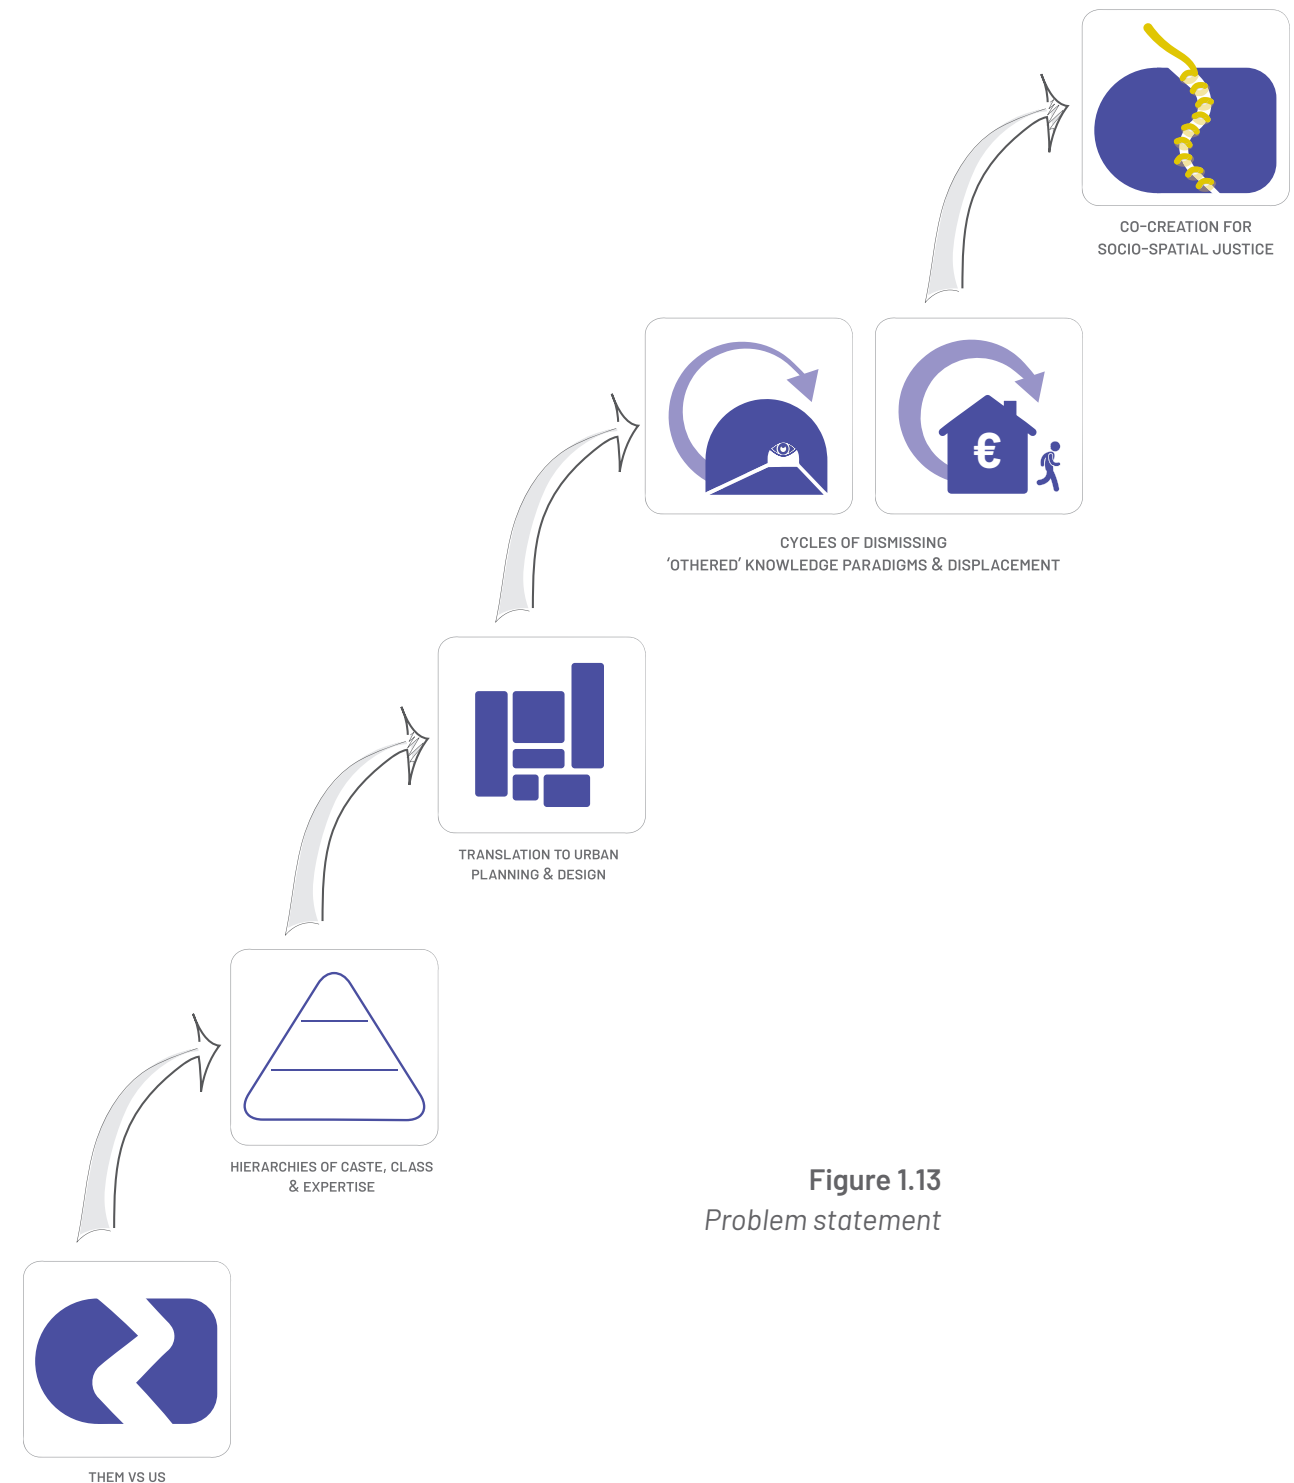 CO-CREATION FOR
SOCIO-SPATIAL JUSTICE
€
CYCLES OF DISMISSING
‘OTHERED’ KNOWLEDGE PARADIGMS & DISPLACEMENT
TRANSLATION TO URBAN
PLANNING & DESIGN
HIERARCHIES OF CASTE, CLASS
& EXPERTISE
Figure 1.13
Problem statement
THEM VS US